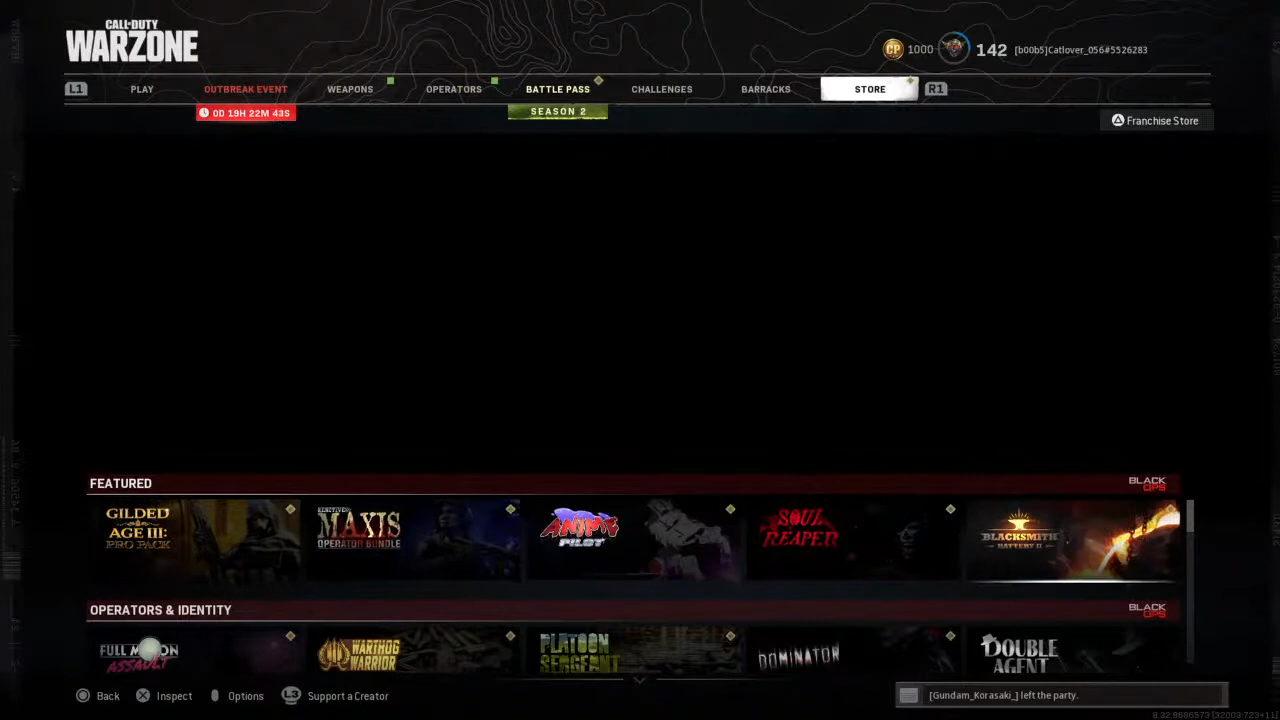 CALL OF DUTY
WARZONE
CP 1000 142 [b00b5]Catlover_056#5526283
L1 PLAY OUTBREAK EVENT WEAPONS OPERATORS BATTLE PASS CHALLENGES BARRACKS STORE R1
0D 19H 22M 43S SEASON 2
Franchise Store
FEATURED BLACK OPS
GILDED AGE III: PRO PACK
MAXIS OPERATOR BUNDLE
ANIME PILOT
SOUL REAPER
BLACKSMITH BATTERY II
OPERATORS & IDENTITY BLACK OPS
FULL MOON ASSAULT
WARTHOG WARRIOR
PLATOON SERGEANT
DOMINATOR
DOUBLE AGENT
Back Inspect Options L3 Support a Creator
[Gundam_Korasaki_] left the party.